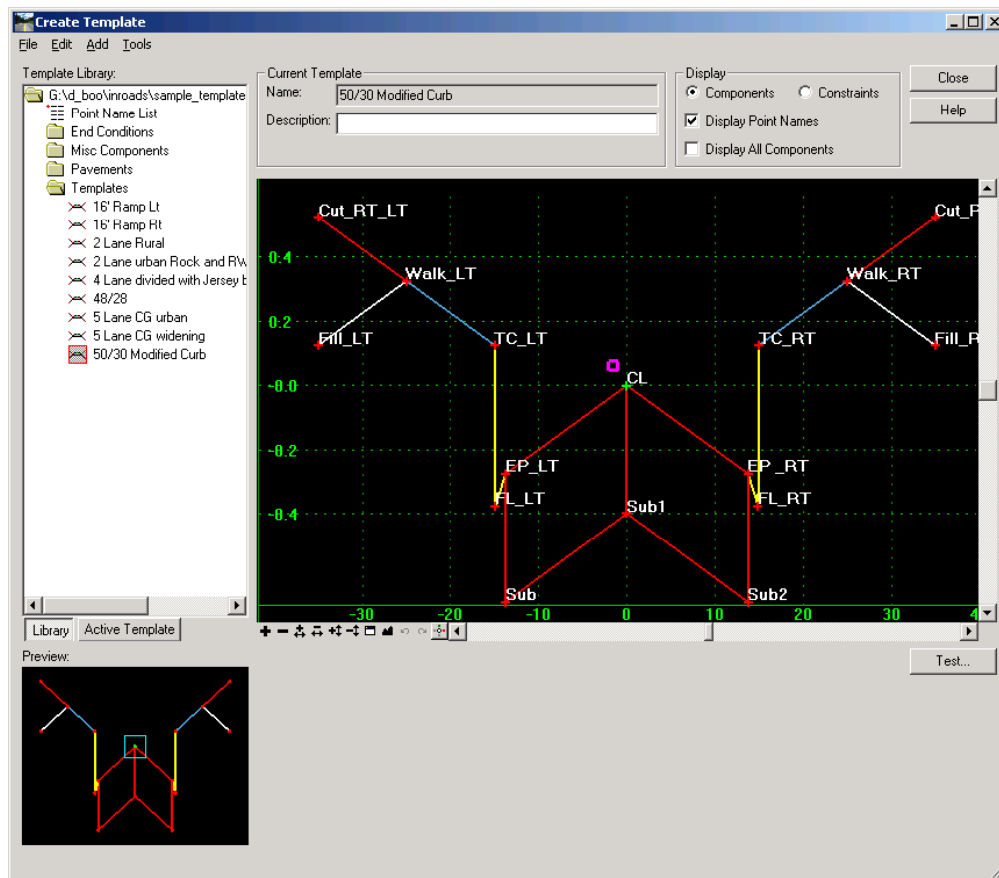 Create Template
File Edit Add Tools
Template Library:
G:\d_boo\inroads\sample_template
Point Name List
End Conditions
Misc Components
Pavements
Templates
16' Ramp Lt
16' Ramp Rt
2 Lane Rural
2 Lane urban Rock and RW
4 Lane divided with Jersey b
48/28
5 Lane CG urban
5 Lane CG widening
50/30 Modified Curb
Library Active Template
Current Template
Name: 50/30 Modified Curb
Description:
Display
Components Constraints
Display Point Names
Display All Components
Close
Help
Cut_RT_LT Cut_P
0.4
Walk_LT Walk_RT
0.2
Fill_LT TC_LT TC_RT Fill_R
-0.0
CL
-0.2
EP_LT EP_RT
FL_LT FL_RT
-0.4
Sub1
Sub Sub2
-30 -20 -10 0 10 20 30 4
Preview:
Test...